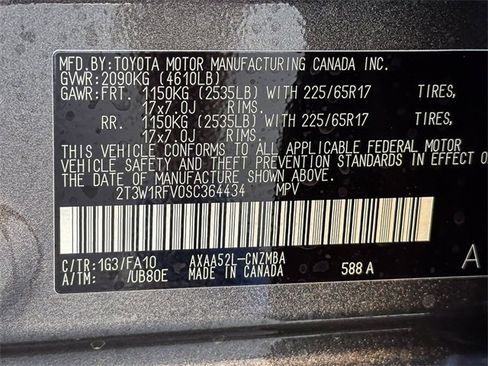 MFD.BY:TOYOTA MOTOR MANUFACTURING CANADA INC.
GVWR:2090KG (4610LB)
GAWR:FRT. 1150KG (2535LB) WITH 225/65R17 TIRES,
17x7.0J RIMS.
RR. 1150KG (2535LB) WITH 225/65R17 TIRES,
17x7.0J RIMS.
THIS VEHICLE CONFORMS TO ALL APPLICABLE FEDERAL MOTOR
VEHICLE SAFETY AND THEFT PREVENTION STANDARDS IN EFFECT O
THE DATE OF MANUFACTURE SHOWN ABOVE.
2T3W1RFV0SC364434 MPV
C/TR:1G3/FA10 AXAA52L-CNZMBA
A/TM: /UB80E MADE IN CANADA 588 A
A